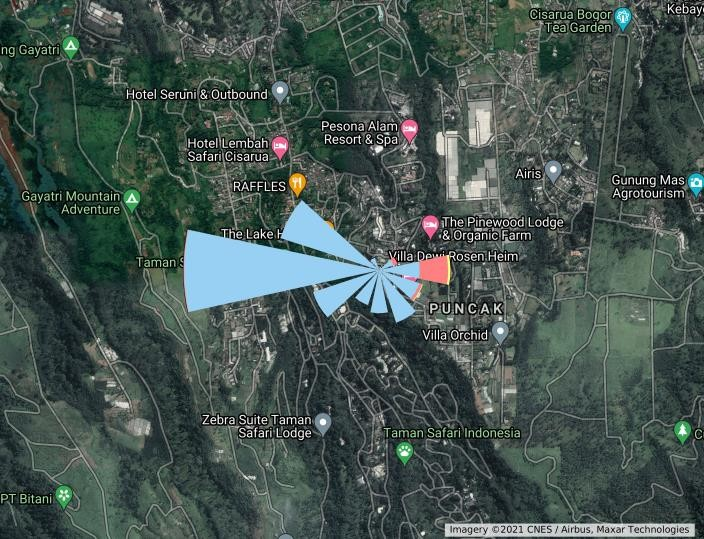 Cisarua Bogor
Tea Garden
Kebay
ng Gayatri
Hotel Seruni & Outbound
Pesona Alam
Resort & Spa
Hotel Lembah
Safari Cisarua
RAFFLES
Airis
Gunung Mas
Agrotourism
Gayatri Mountain
Adventure
The Lake H
The Pinewood Lodge
& Organic Farm
Villa Dewi Rosen Heim
Taman S
PUNCAK
Villa Orchid
Zebra Suite Taman
Safari Lodge
Taman Safari Indonesia
C
PT Bitani
Imagery ©2021 CNES / Airbus, Maxar Technologies